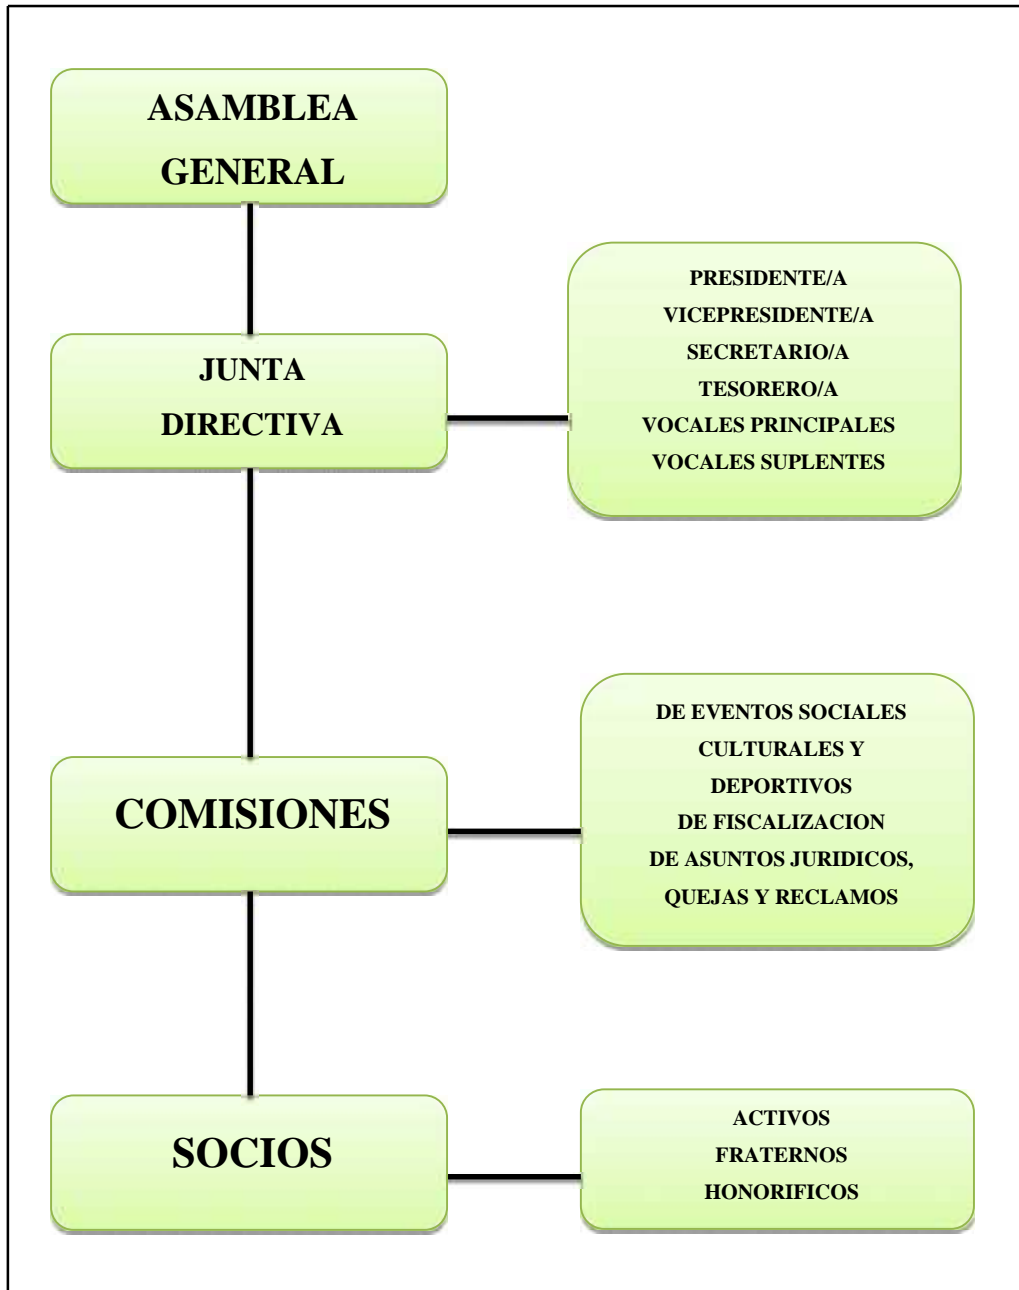 ASAMBLEA
GENERAL
JUNTA
DIRECTIVA
PRESIDENTE/A
VICEPRESIDENTE/A
SECRETARIO/A
TESORERO/A
VOCALES PRINCIPALES
VOCALES SUPLENTES
COMISIONES
DE EVENTOS SOCIALES
CULTURALES Y
DEPORTIVOS
DE FISCALIZACION
DE ASUNTOS JURIDICOS,
QUEJAS Y RECLAMOS
SOCIOS
ACTIVOS
FRATERNOS
HONORIFICOS